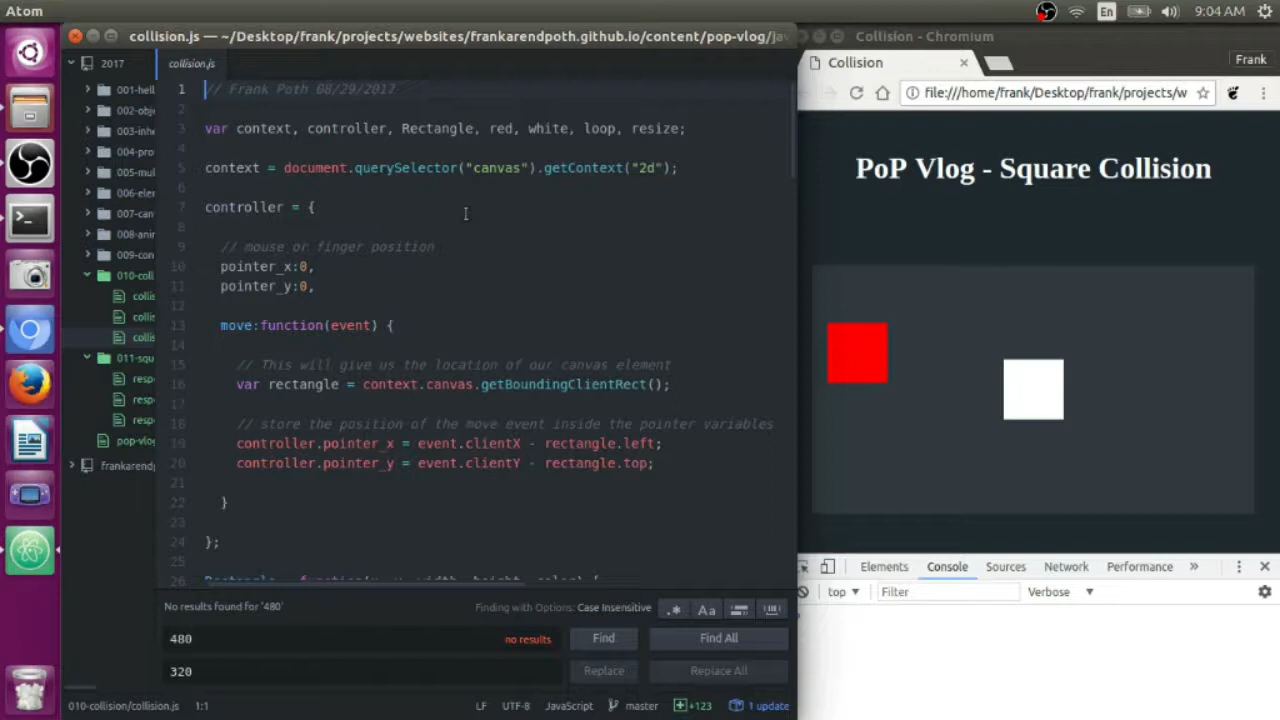 Atom
En
9:04 AM
collision.js — ~/Desktop/frank/projects/websites/frankarendpoth.github.io/content/pop-vlog/ja
Collision - Chromium
2017
collision.js
Collision
Frank
001-hell
002-obj
003-inhe
004-pro
005-mul
006-ele
007-can
008-ani
009-con
010-coll
collis
collis
collis
011-squ
resp
resp
resp
pop-vlo
frankarend
file:///home/frank/Desktop/frank/projects/w
1 // Frank Poth 08/29/2017
2
3 var context, controller, Rectangle, red, white, loop, resize;
4
5 context = document.querySelector("canvas").getContext("2d");
6
7 controller = {
8
9 // mouse or finger position
10 pointer_x:0,
11 pointer_y:0,
12
13 move:function(event) {
14
15 // This will give us the location of our canvas element
16 var rectangle = context.canvas.getBoundingClientRect();
17
18 // store the position of the move event inside the pointer variables
19 controller.pointer_x = event.clientX - rectangle.left;
20 controller.pointer_y = event.clientY - rectangle.top;
21
22 }
23
24 };
25
26 Rectangle = function(x, y, width, height, color) {
PoP Vlog - Square Collision
Elements Console Sources Network Performance »
top ▼ Filter Verbose ▼
No results found for '480'
Finding with Options: Case Insensitive
.* Aa
480 no results Find Find All
320 Replace Replace All
010-collision/collision.js 1:1 LF UTF-8 JavaScript master +123 1 update